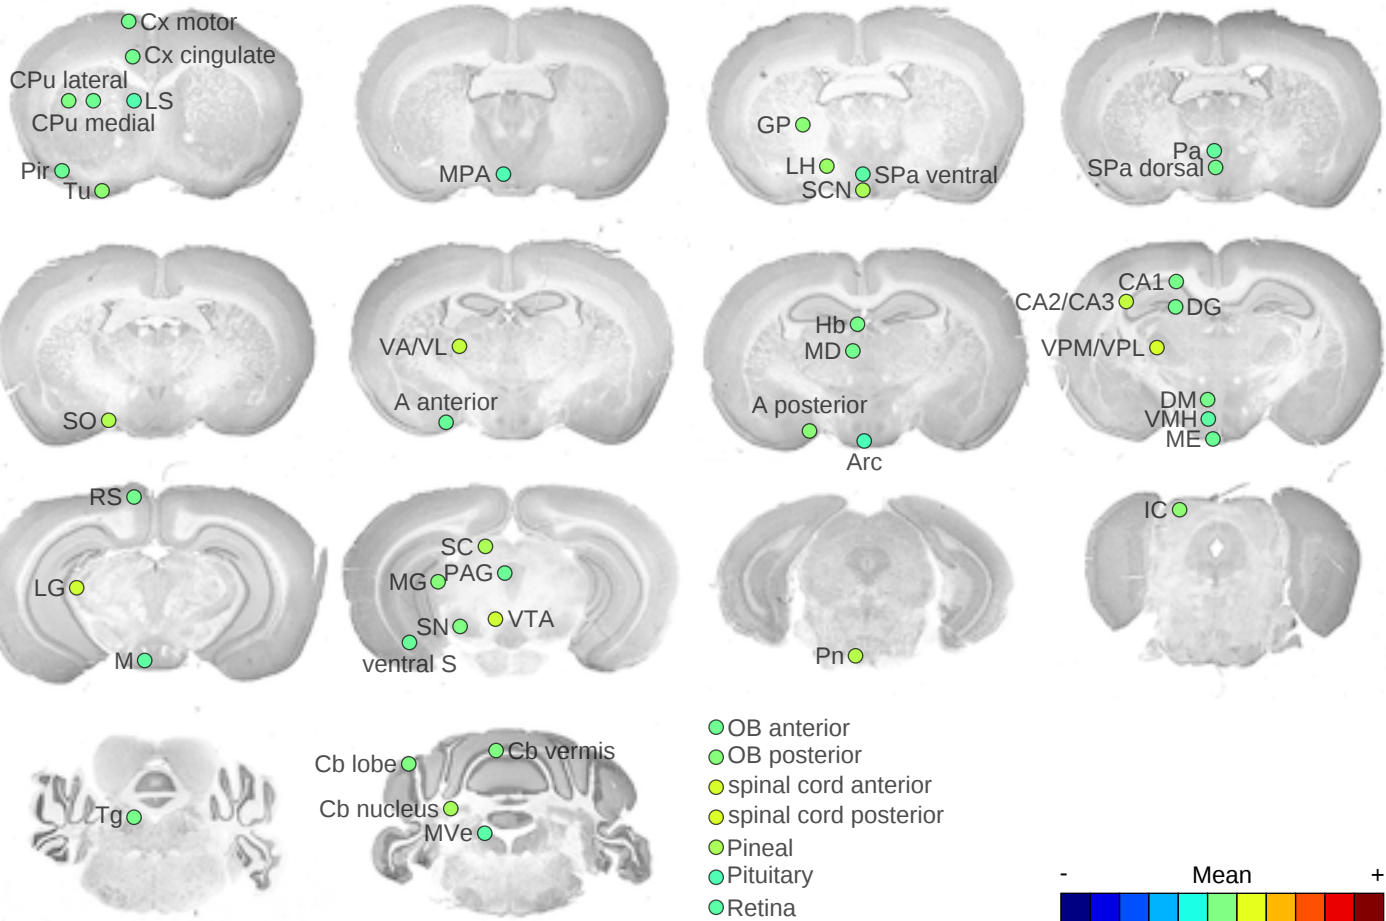 Cx motor
Cx cingulate
CPu lateral
LS
CPu medial
Pir
Tu
MPA
GP
LH
SPa ventral
SCN
Pa
SPa dorsal
SO
VA/VL
A anterior
Hb
MD
A posterior
Arc
CA1
CA2/CA3
DG
VPM/VPL
DM
VMH
ME
RS
LG
M
SC
MG
PAG
SN
VTA
ventral S
Pn
IC
Tg
Cb lobe
Cb vermis
Cb nucleus
MVe
OB anterior
OB posterior
spinal cord anterior
spinal cord posterior
Pineal
Pituitary
Retina
- Mean +